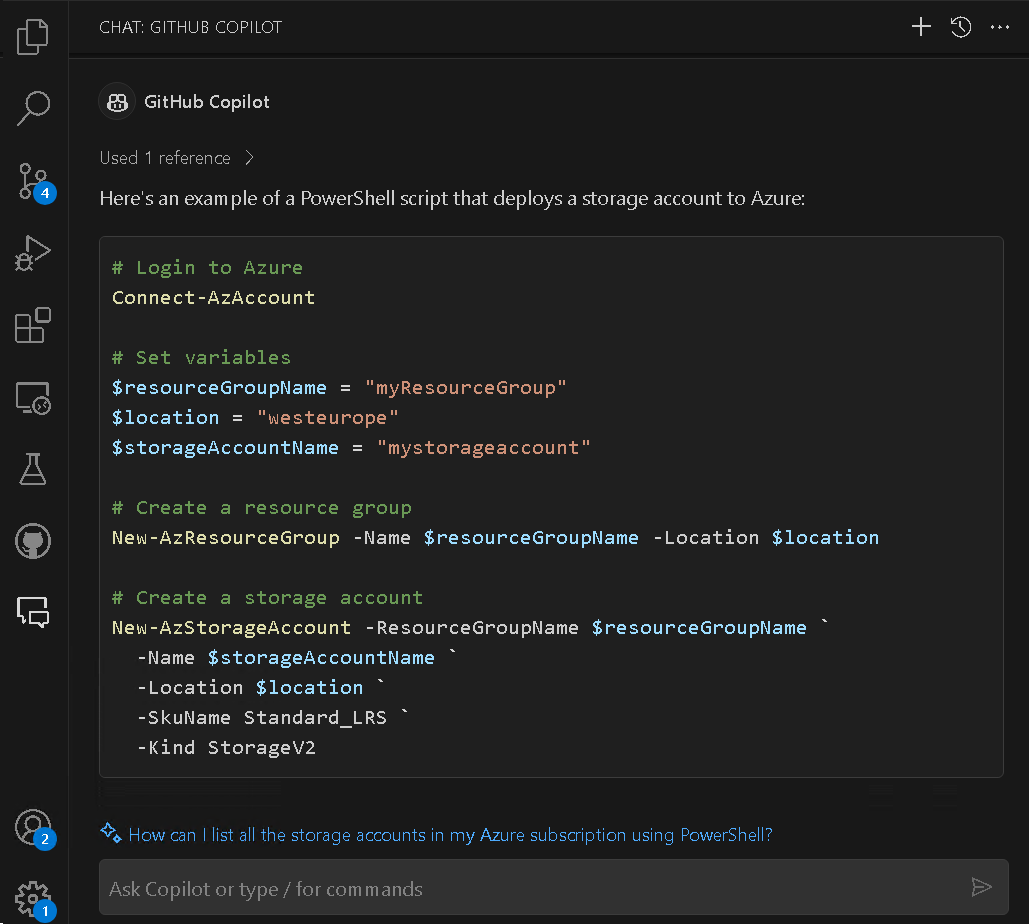 CHAT: GITHUB COPILOT
GitHub Copilot
Used 1 reference
4
Here's an example of a PowerShell script that deploys a storage account to Azure:
# Login to Azure
Connect-AzAccount
# Set variables
$resourceGroupName = "myResourceGroup"
$location = "westeurope"
$storageAccountName = "mystorageaccount"
# Create a resource group
New-AzResourceGroup -Name $resourceGroupName -Location $location
# Create a storage account
New-AzStorageAccount -ResourceGroupName $resourceGroupName `
-Name $storageAccountName `
-Location $location `
-SkuName Standard_LRS `
-Kind StorageV2
2
How can I list all the storage accounts in my Azure subscription using PowerShell?
Ask Copilot or type / for commands
1